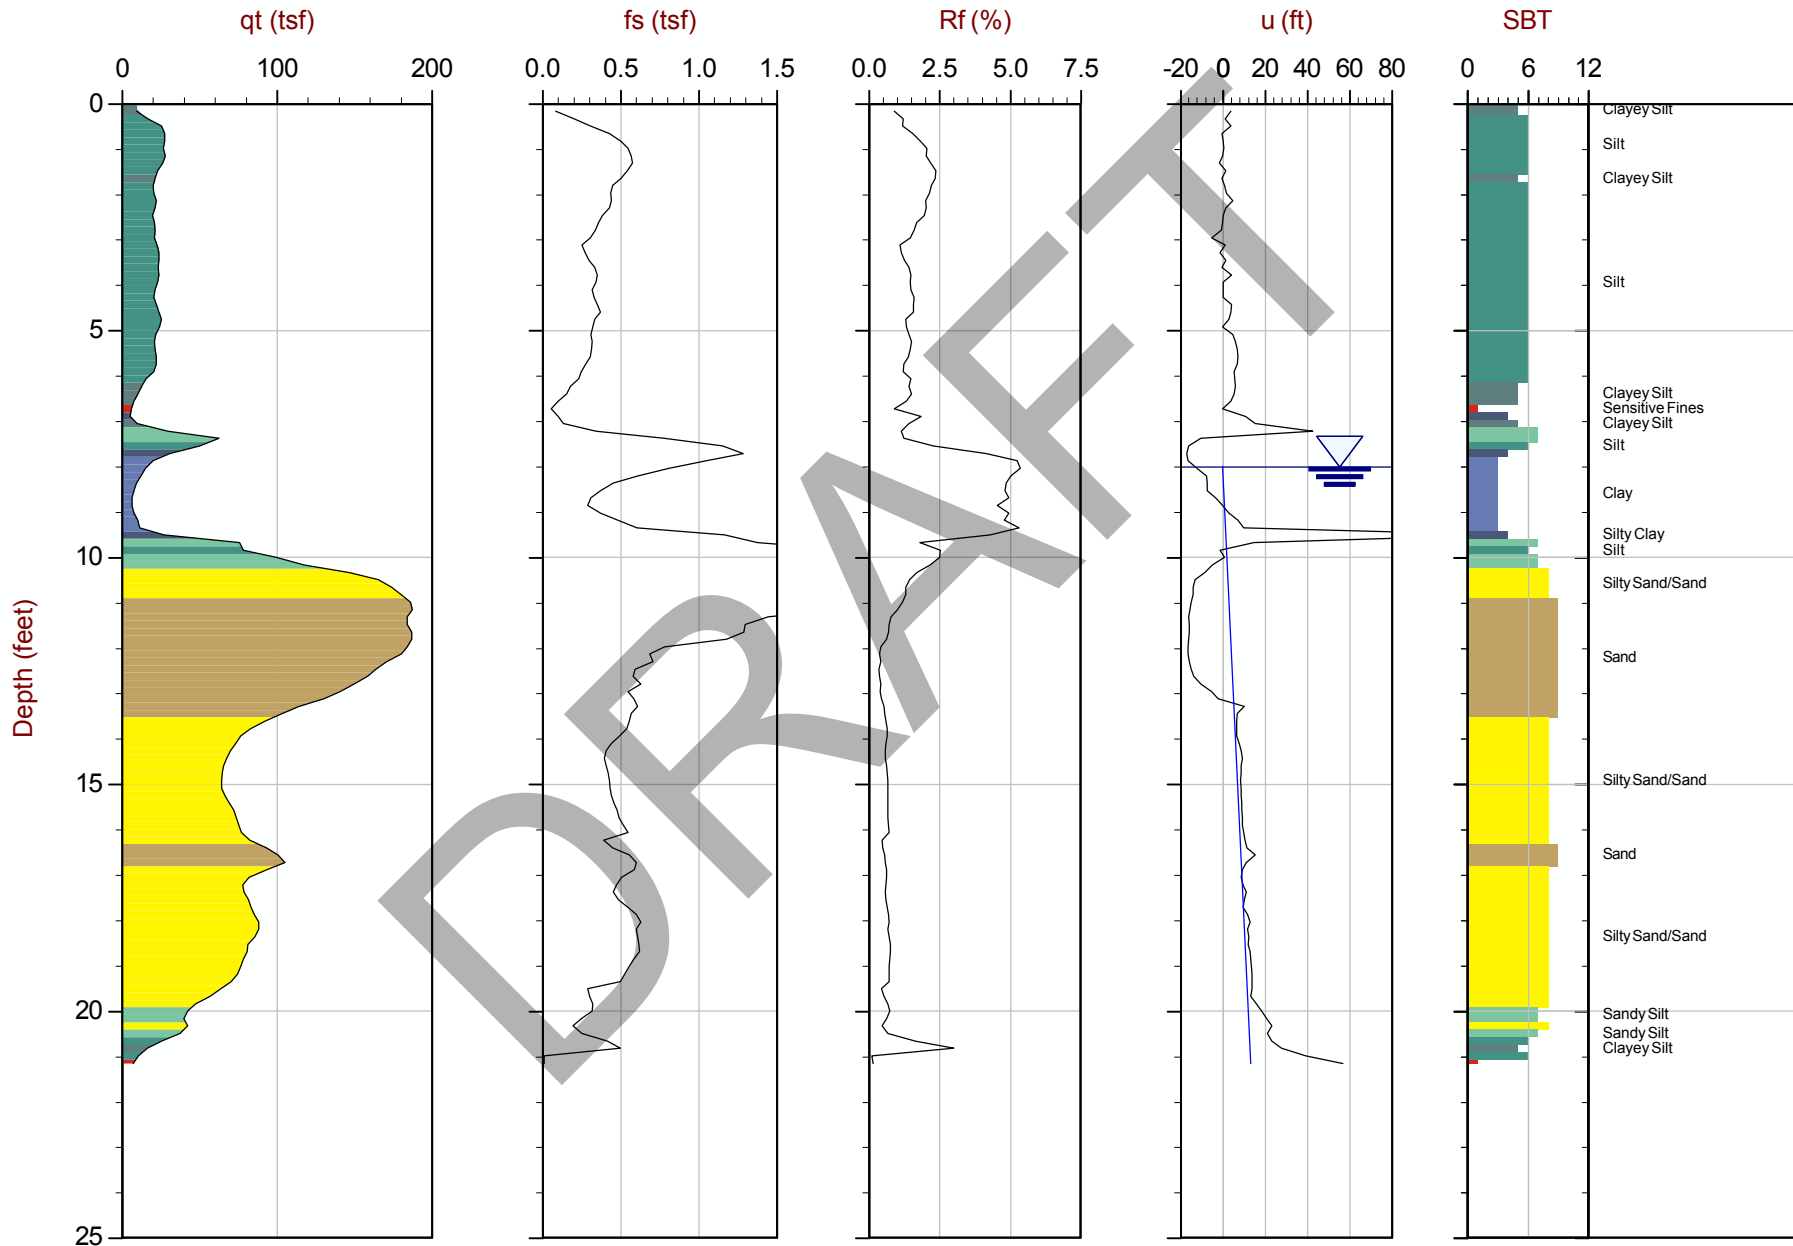 qt (tsf) fs (tsf) Rf (%) u (ft) SBT
0 100 200 0.0 0.5 1.0 1.5 0.0 2.5 5.0 7.5 -20 0 20 40 60 80 0 6 12
0
5
10
15
20
25
Depth (feet)
DRAFT
Clayey Silt
Silt
Clayey Silt
Silt
Clayey Silt
Sensitive Fines
Clayey Silt
Silt
Clay
Silty Clay
Silt
Silty Sand/Sand
Sand
Silty Sand/Sand
Sand
Silty Sand/Sand
Sandy Silt
Sandy Silt
Clayey Silt